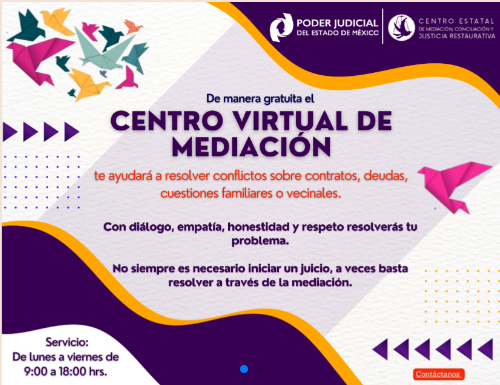 PODER JUDICIAL
DEL ESTADO DE MÉXICO
CENTRO ESTATAL
DE MEDIACIÓN, CONCILIACIÓN Y
JUSTICIA RESTAURATIVA
De manera gratuita el
CENTRO VIRTUAL DE
MEDIACIÓN
te ayudará a resolver conflictos sobre contratos, deudas,
cuestiones familiares o vecinales.
Con diálogo, empatía, honestidad y respeto resolverás tu
problema.
No siempre es necesario iniciar un juicio, a veces basta
resolver a través de la mediación.
Servicio:
De lunes a viernes de
9:00 a 18:00 hrs.
Contáctanos